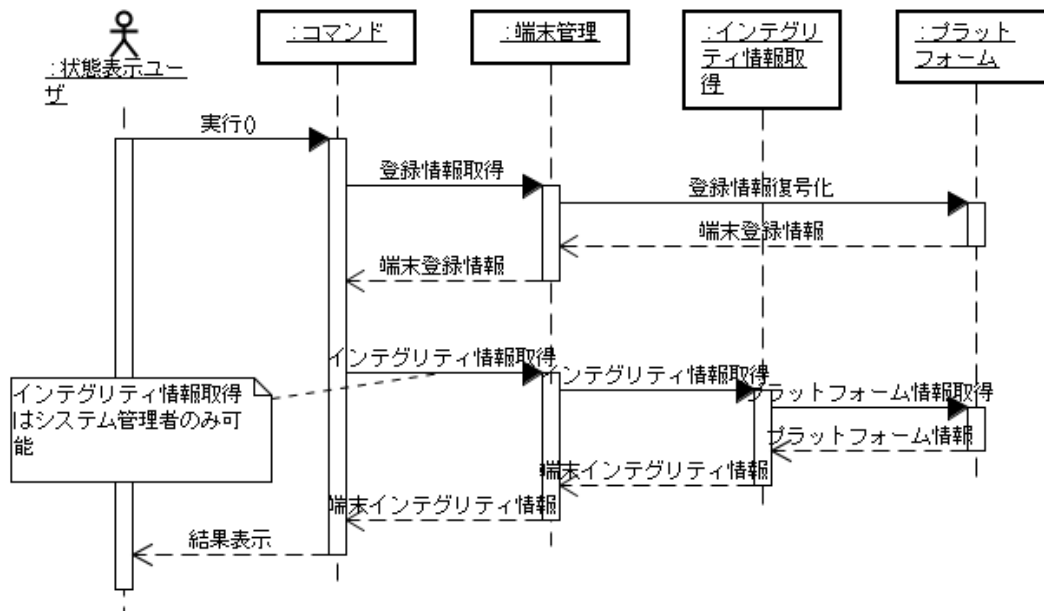 :状態表示ユー
ザ
:コマンド
:端末管理
:インテグリ
ティ情報取
得
:プラット
フォーム
実行()
登録情報取得
登録情報復号化
端末登録情報
端末登録情報
インテグリティ情報取得
インテグリティ情報取得
プラットフォーム情報取得
インテグリティ情報取得
はシステム管理者のみ可
能
プラットフォーム情報
端末インテグリティ情報
端末インテグリティ情報
結果表示